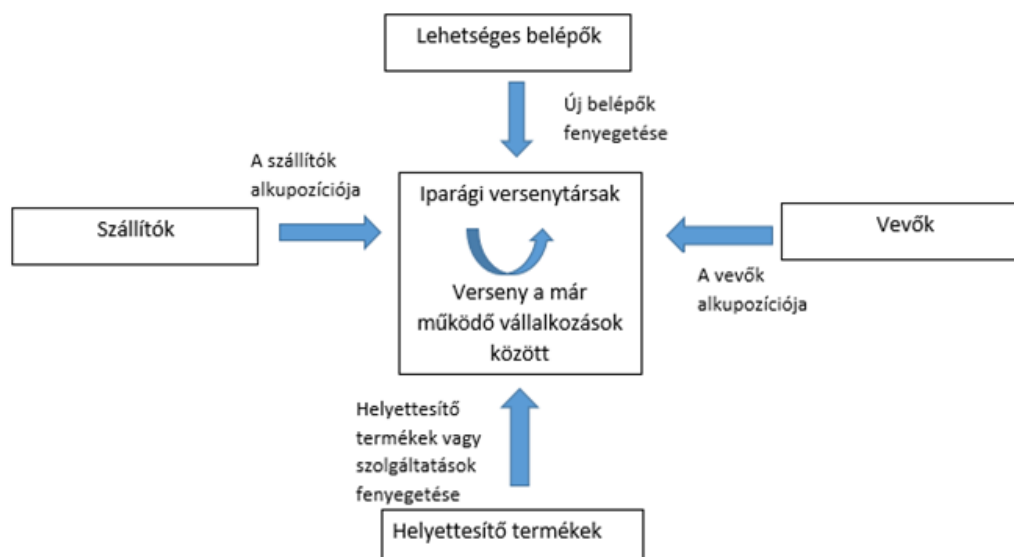 Lehetséges belépők
Új belépők
fenyegetése
A szállítók
alkupozíciója
Szállítók
Iparági versenytársak
Verseny a már
működő vállalkozások
között
Vevők
A vevők
alkupozíciója
Helyettesítő
termékek vagy
szolgáltatások
fenyegetése
Helyettesítő termékek